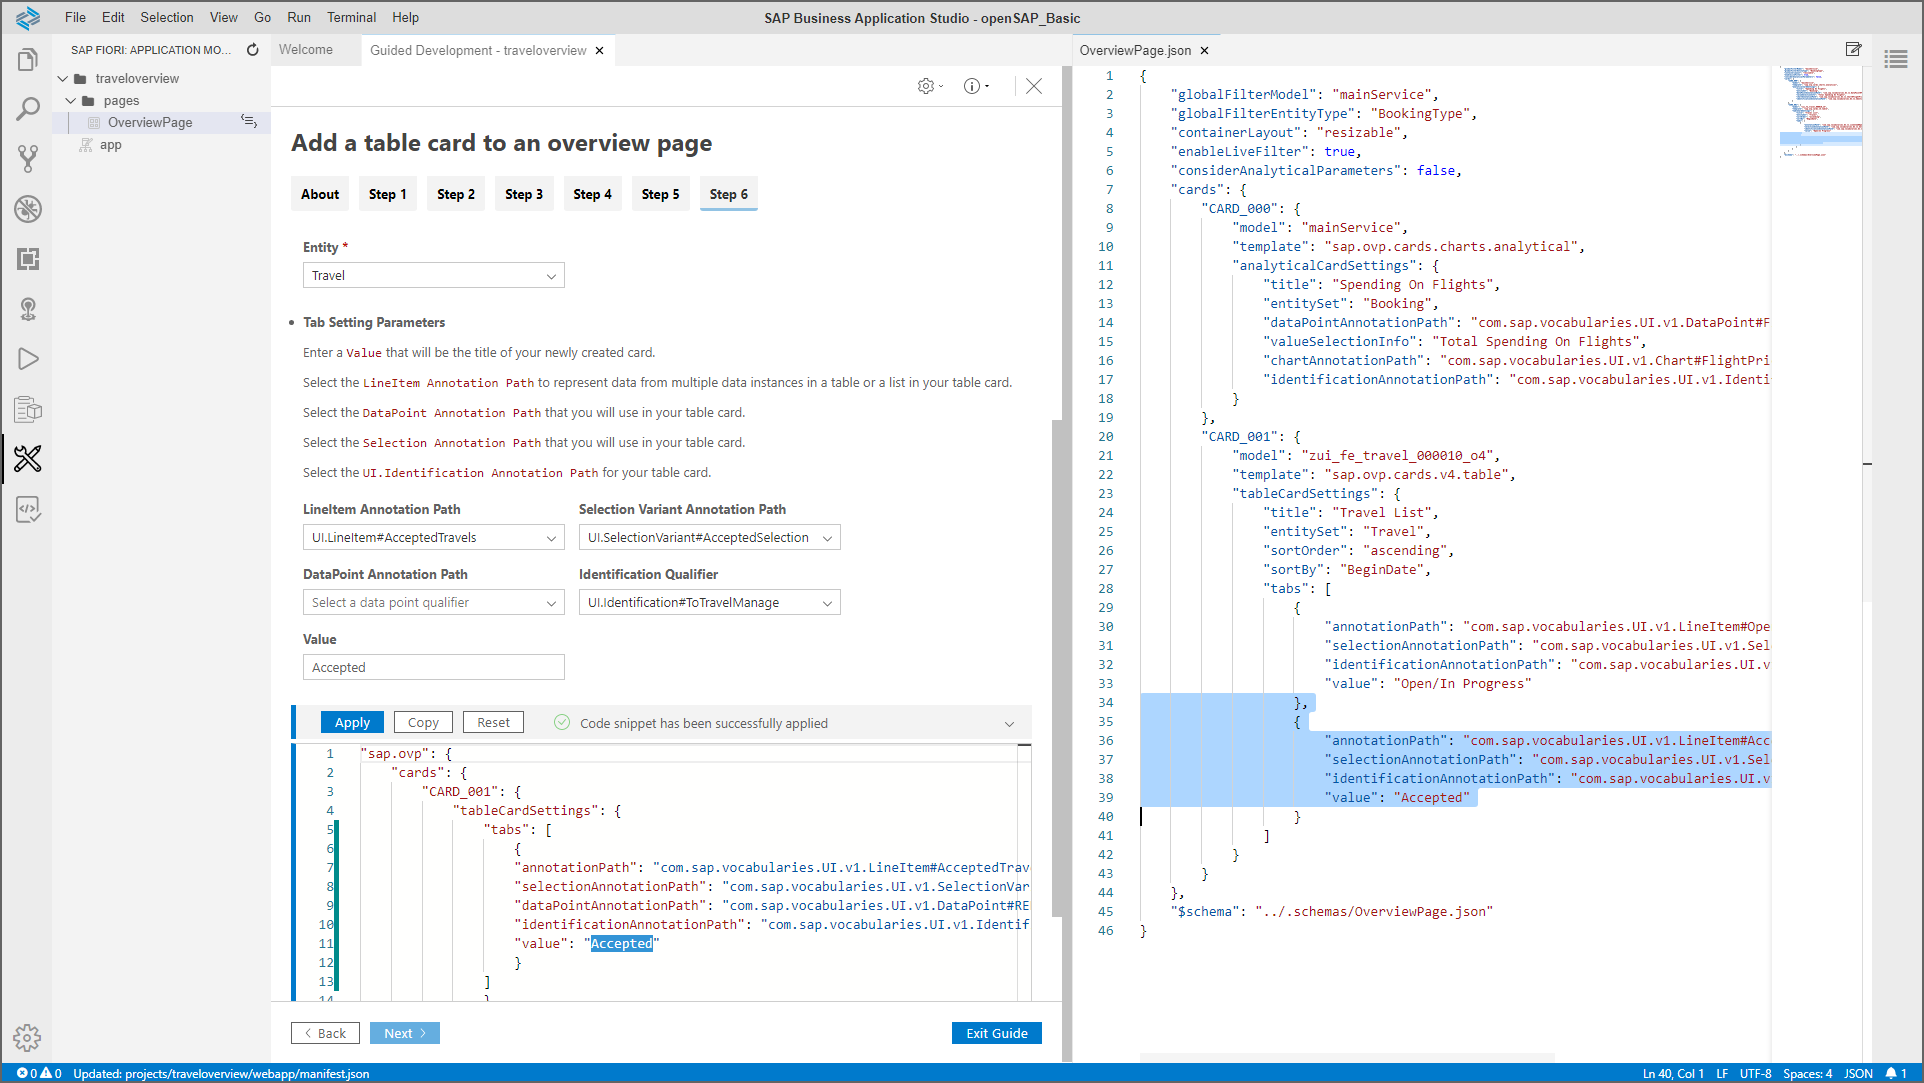 File Edit Selection View Go Run Terminal Help
SAP Business Application Studio - openSAP_Basic
SAP FIORI: APPLICATION MO...
traveloverview
pages
OverviewPage
app
Welcome
Guided Development - traveloverview
Add a table card to an overview page
About Step 1 Step 2 Step 3 Step 4 Step 5 Step 6
Entity *
Travel
Tab Setting Parameters
Enter a Value that will be the title of your newly created card.
Select the LineItem Annotation Path to represent data from multiple data instances in a table or a list in your table card.
Select the DataPoint Annotation Path that you will use in your table card.
Select the Selection Annotation Path that you will use in your table card.
Select the UI.Identification Annotation Path for your table card.
LineItem Annotation Path Selection Variant Annotation Path
UI.LineItem#AcceptedTravels UI.SelectionVariant#AcceptedSelection
DataPoint Annotation Path Identification Qualifier
Select a data point qualifier UI.Identification#ToTravelManage
Value
Accepted
Apply Copy Reset Code snippet has been successfully applied
1 "sap.ovp": {
2 "cards": {
3 "CARD_001": {
4 "tableCardSettings": {
5 "tabs": [
6 {
7 "annotationPath": "com.sap.vocabularies.UI.v1.LineItem#AcceptedTrav
8 "selectionAnnotationPath": "com.sap.vocabularies.UI.v1.SelectionVar
9 "dataPointAnnotationPath": "com.sap.vocabularies.UI.v1.DataPoint#RE
10 "identificationAnnotationPath": "com.sap.vocabularies.UI.v1.Identif
11 "value": "Accepted"
12 }
13 ]
14 }
Back Next Exit Guide
OverviewPage.json
1 {
2 "globalFilterModel": "mainService",
3 "globalFilterEntityType": "BookingType",
4 "containerLayout": "resizable",
5 "enableLiveFilter": true,
6 "considerAnalyticalParameters": false,
7 "cards": {
8 "CARD_000": {
9 "model": "mainService",
10 "template": "sap.ovp.cards.charts.analytical",
11 "analyticalCardSettings": {
12 "title": "Spending On Flights",
13 "entitySet": "Booking",
14 "dataPointAnnotationPath": "com.sap.vocabularies.UI.v1.DataPoint#F
15 "valueSelectionInfo": "Total Spending On Flights",
16 "chartAnnotationPath": "com.sap.vocabularies.UI.v1.Chart#FlightPri
17 "identificationAnnotationPath": "com.sap.vocabularies.UI.v1.Identi
18 }
19 },
20 "CARD_001": {
21 "model": "zui_fe_travel_000010_o4",
22 "template": "sap.ovp.cards.v4.table",
23 "tableCardSettings": {
24 "title": "Travel List",
25 "entitySet": "Travel",
26 "sortOrder": "ascending",
27 "sortBy": "BeginDate",
28 "tabs": [
29 {
30 "annotationPath": "com.sap.vocabularies.UI.v1.LineItem#Ope
31 "selectionAnnotationPath": "com.sap.vocabularies.UI.v1.Sel
32 "identificationAnnotationPath": "com.sap.vocabularies.UI.v
33 "value": "Open/In Progress"
34 },
35 {
36 "annotationPath": "com.sap.vocabularies.UI.v1.LineItem#Acc
37 "selectionAnnotationPath": "com.sap.vocabularies.UI.v1.Sel
38 "identificationAnnotationPath": "com.sap.vocabularies.UI.v
39 "value": "Accepted"
40 }
41 ]
42 }
43 }
44 },
45 "$schema": "../.schemas/OverviewPage.json"
46 }
0 0 Updated: projects/traveloverview/webapp/manifest.json
Ln 40, Col 1 LF UTF-8 Spaces: 4 JSON 1